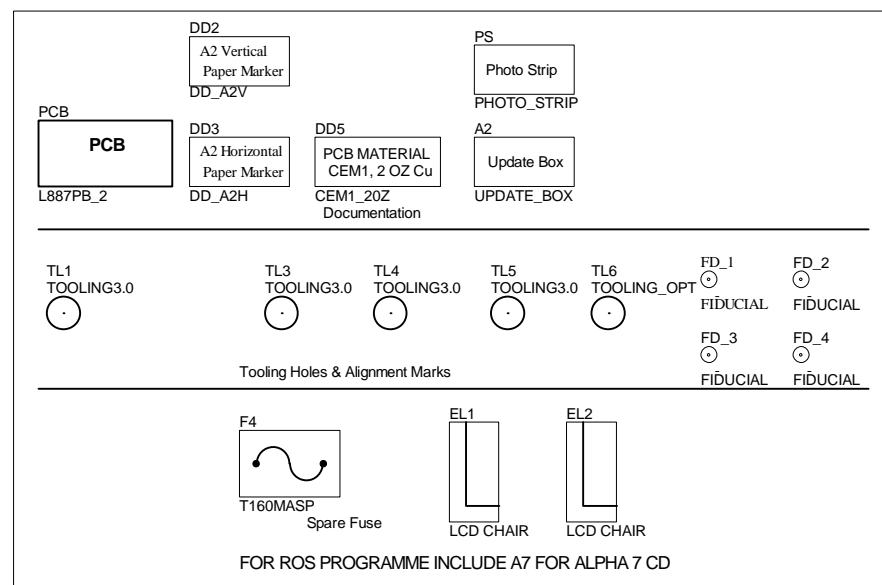 DD2
A2 Vertical
Paper Marker
DD_A2V
PS
Photo Strip
PHOTO_STRIP
PCB
PCB
L887PB_2
DD3
A2 Horizontal
Paper Marker
DD_A2H
DD5
PCB MATERIAL
CEM1, 2 OZ Cu
CEM1_20Z
Documentation
A2
Update Box
UPDATE_BOX
TL1
TOOLING3.0
TL3
TOOLING3.0
TL4
TOOLING3.0
TL5
TOOLING3.0
TL6
TOOLING_OPT
FD_1
FIDUCIAL
FD_2
FIDUCIAL
FD_3
FIDUCIAL
FD_4
FIDUCIAL
Tooling Holes & Alignment Marks
F4
T160MASP
Spare Fuse
EL1
LCD CHAIR
EL2
LCD CHAIR
FOR ROS PROGRAMME INCLUDE A7 FOR ALPHA 7 CD